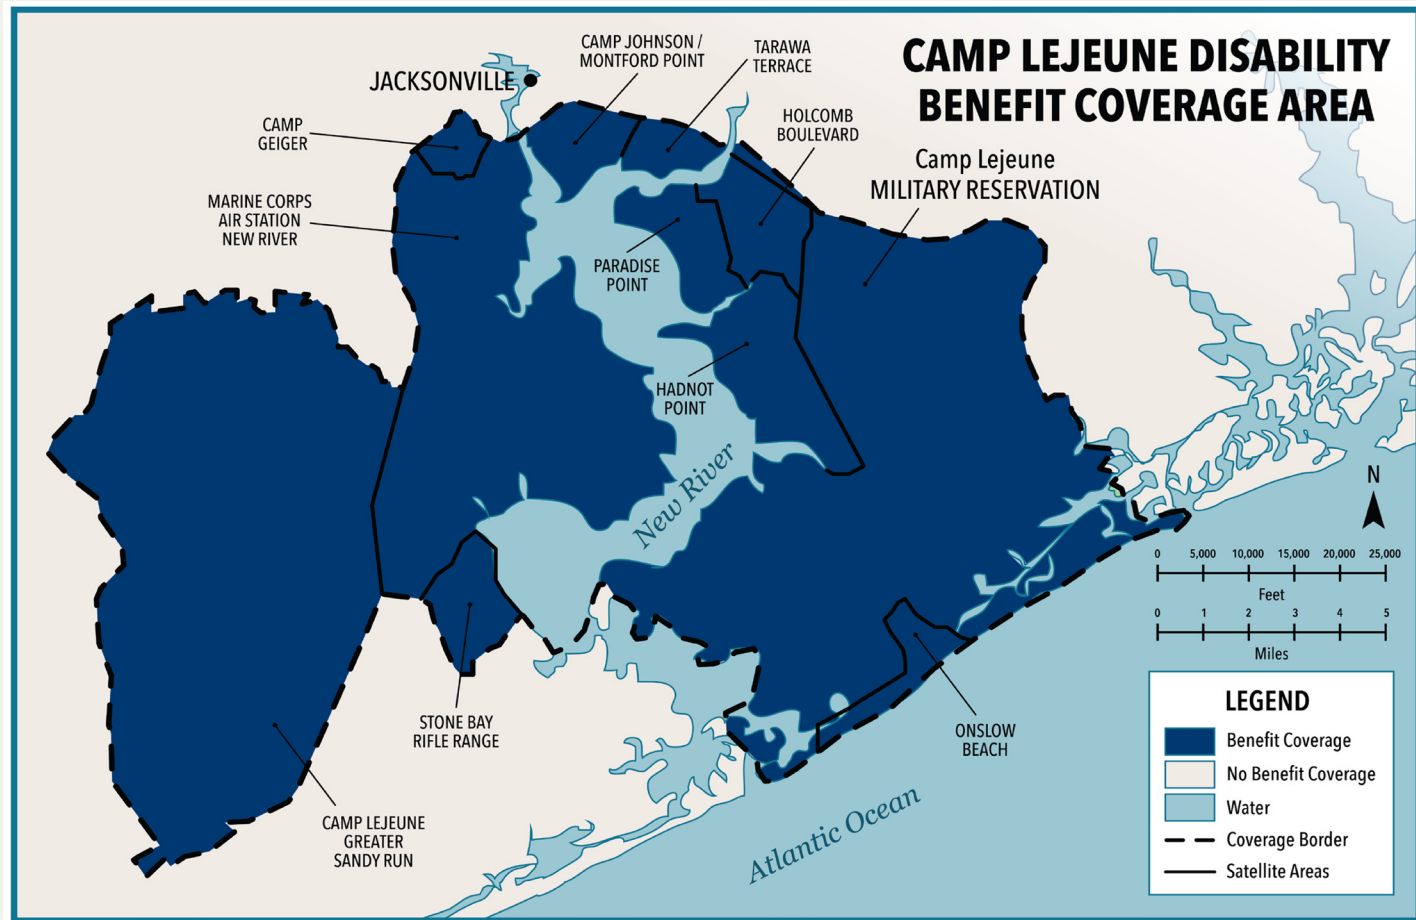 CAMP LEJEUNE DISABILITY
BENEFIT COVERAGE AREA
CAMP JOHNSON /
MONTFORD POINT
TARAWA
TERRACE
JACKSONVILLE
HOLCOMB
BOULEVARD
CAMP
GEIGER
Camp Lejeune
MILITARY RESERVATION
MARINE CORPS
AIR STATION
NEW RIVER
PARADISE
POINT
HADNOT
POINT
New River
N
0 5,000 10,000 15,000 20,000 25,000
Feet
0 1 2 3 4 5
Miles
STONE BAY
RIFLE RANGE
ONSLOW
BEACH
CAMP LEJEUNE
GREATER
SANDY RUN
Atlantic Ocean
LEGEND
Benefit Coverage
No Benefit Coverage
Water
Coverage Border
Satellite Areas